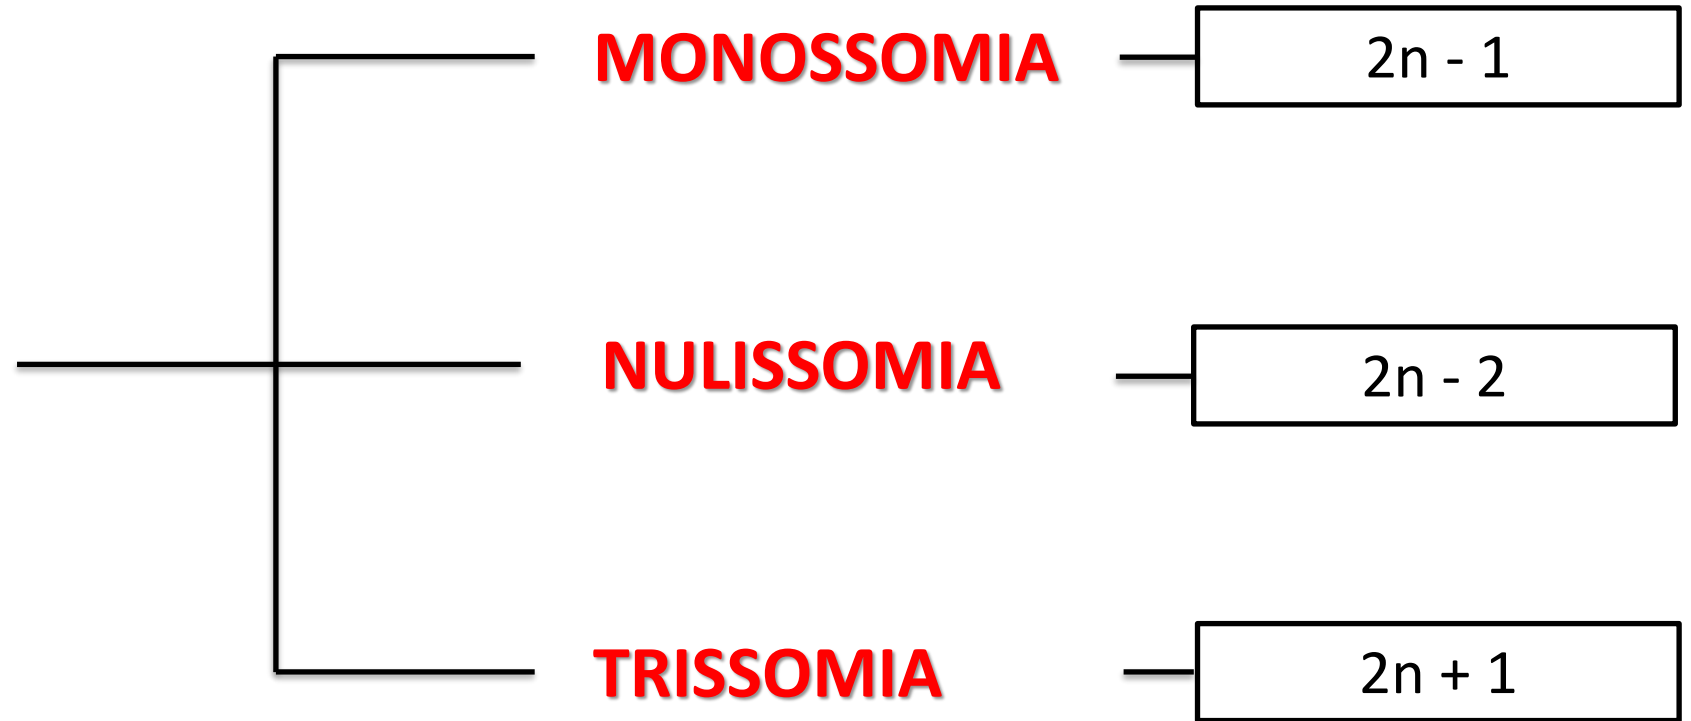 MONOSSOMIA 2n - 1
NULISSOMIA 2n - 2
TRISSOMIA 2n + 1